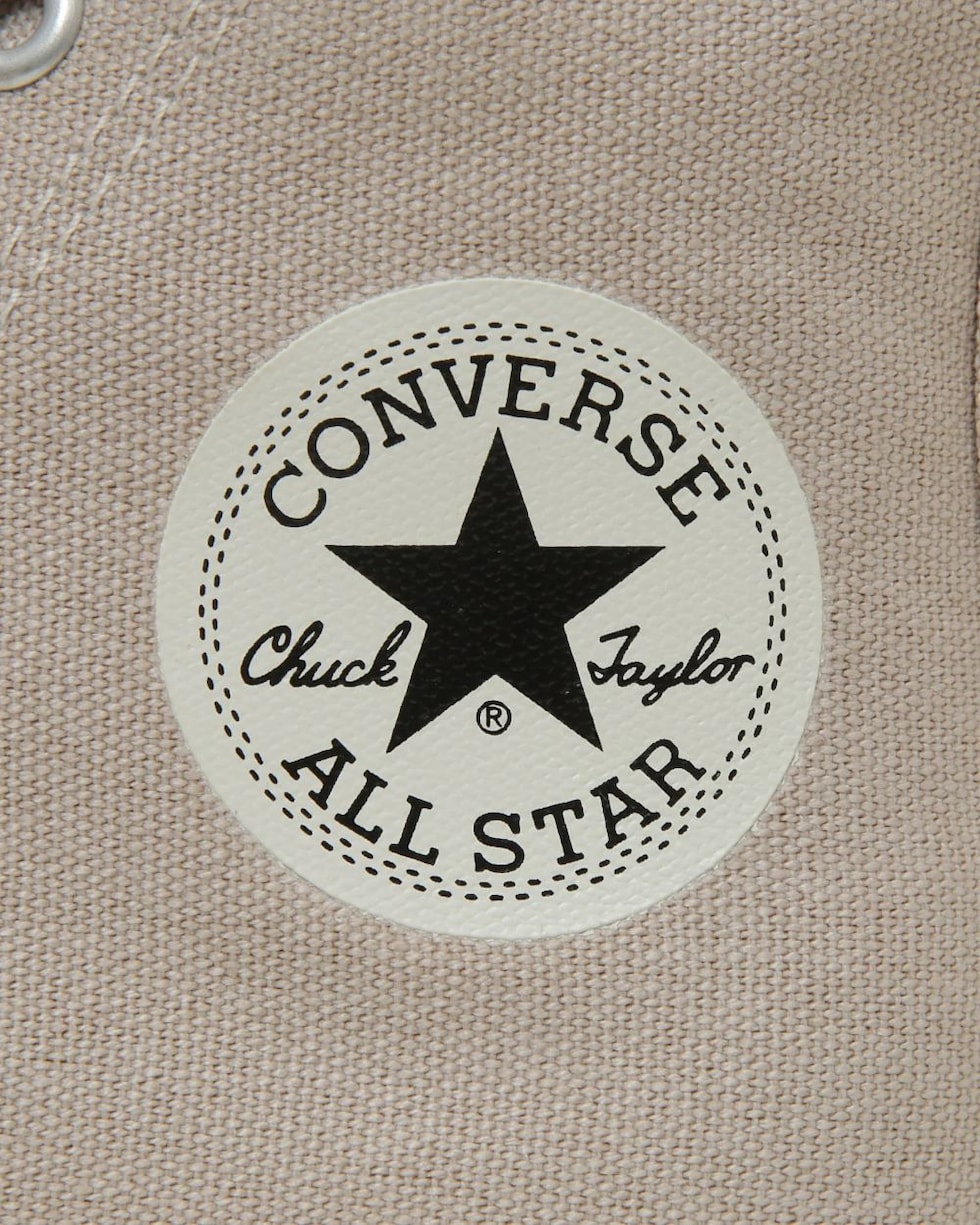 CONVERSE
Chuck Taylor
®
ALL STAR